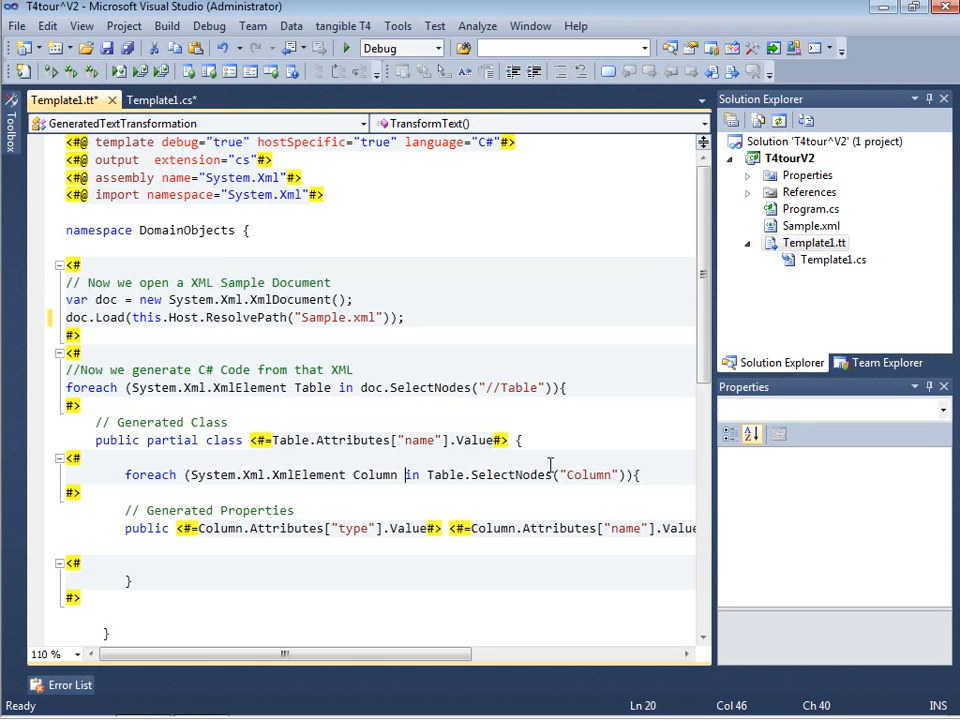 T4tour^V2 - Microsoft Visual Studio (Administrator)
File Edit View Project Build Debug Team Data tangible T4 Tools Test Analyze Window Help
Debug
Toolbox
Template1.tt* Template1.cs*
GeneratedTextTransformation TransformText()
<#@ template debug="true" hostSpecific="true" language="C#"#>
<#@ output  extension="cs"#>
<#@ assembly name="System.Xml"#>
<#@ import namespace="System.Xml"#>
namespace DomainObjects {
<#
// Now we open a XML Sample Document
var doc = new System.Xml.XmlDocument();
doc.Load(this.Host.ResolvePath("Sample.xml"));
#>
<#
//Now we generate C# Code from that XML
foreach (System.Xml.XmlElement Table in doc.SelectNodes("//Table")){
#>
// Generated Class
public partial class <#=Table.Attributes["name"].Value#> {
<#
foreach (System.Xml.XmlElement Column in Table.SelectNodes("Column")){
#>
// Generated Properties
public <#=Column.Attributes["type"].Value#> <#=Column.Attributes["name"].Value
<#
}
#>
}
110 %
Solution Explorer
Solution 'T4tour^V2' (1 project)
T4tourV2
Properties
References
Program.cs
Sample.xml
Template1.tt
Template1.cs
Solution Explorer Team Explorer
Properties
Error List
Ready Ln 20 Col 46 Ch 40 INS